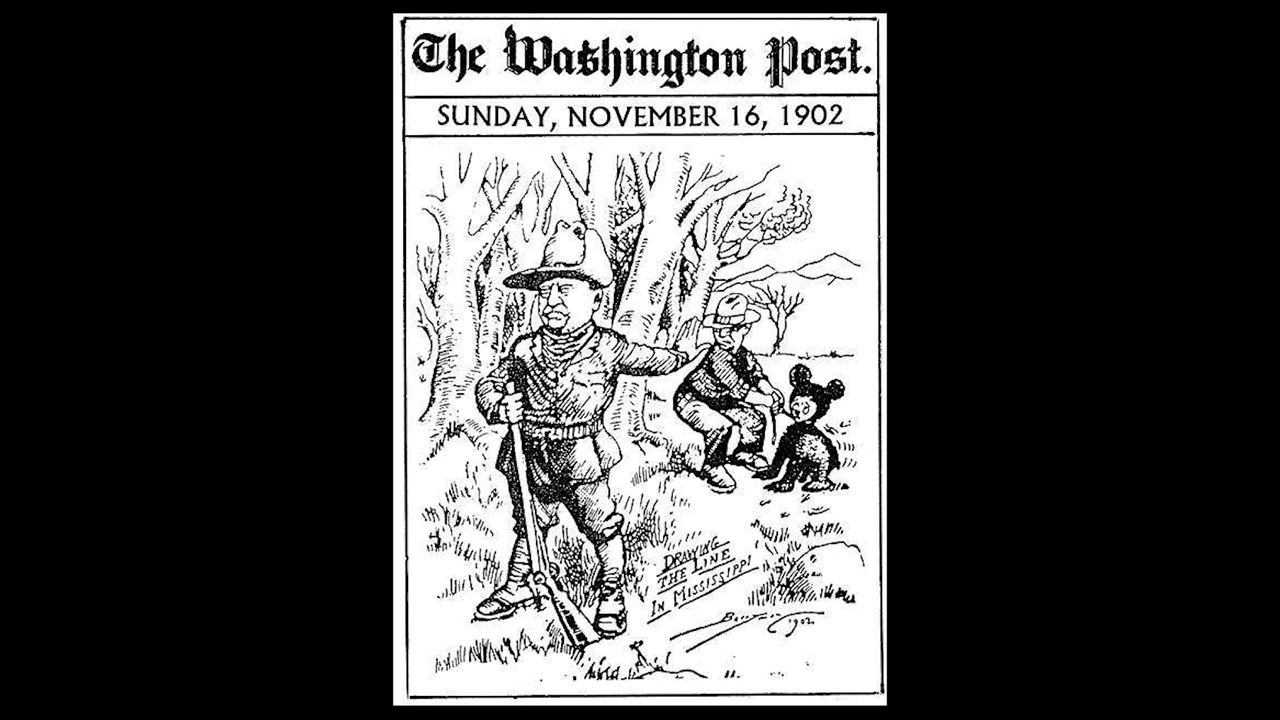 The Washington Post.
SUNDAY, NOVEMBER 16, 1902
DRAWING
THE LINE
IN MISSISSIPPI
1902